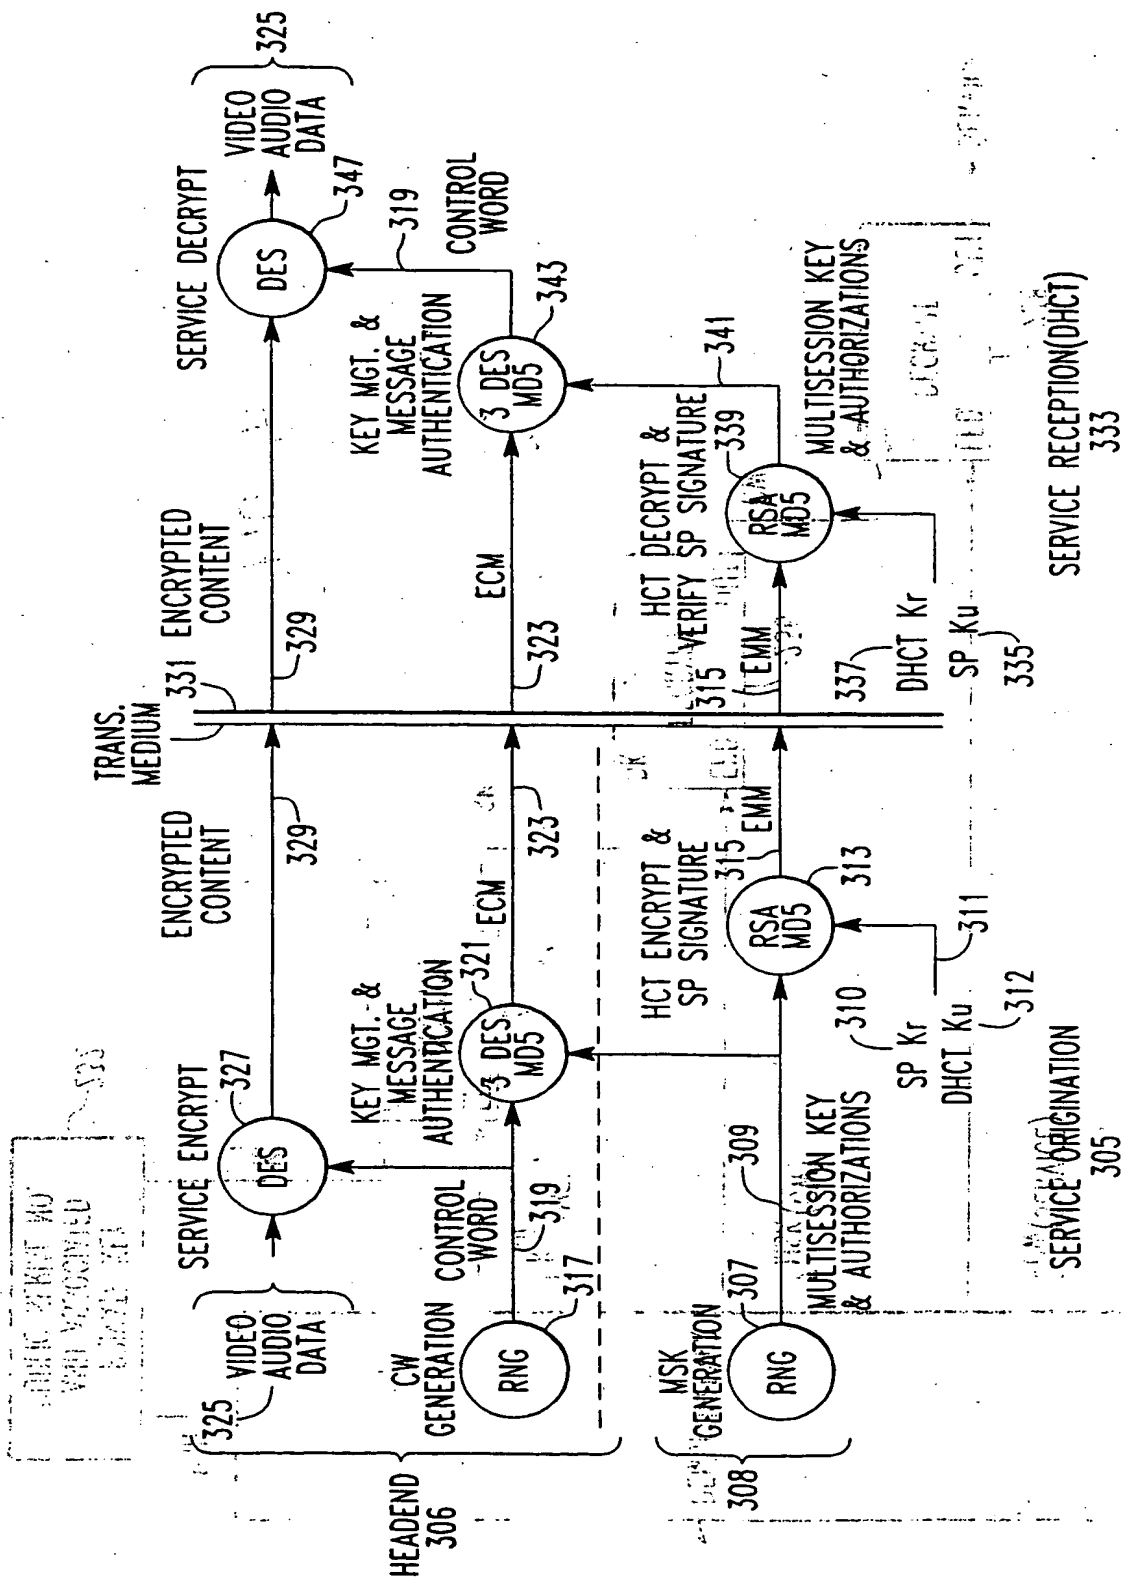 325
VIDEO
AUDIO
DATA
SERVICE ENCRYPT
327
DES
ENCRYPTED
CONTENT
329
TRANS.
MEDIUM
331
ENCRYPTED
CONTENT
329
SERVICE DECRYPT
DES
347
VIDEO
AUDIO
DATA
325
HEADEND
306
CW
GENERATION
RNG
317
CONTROL
WORD
319
KEY MGT. &
MESSAGE
AUTHENTICATION
321
3 DES
MD5
ECM
323
ECM
323
KEY MGT. &
MESSAGE
AUTHENTICATION
3 DES
MD5
343
319
CONTROL
WORD
308
MSK
GENERATION
307
RNG
309
MULTISESSION KEY
& AUTHORIZATIONS
HCT ENCRYPT &
SP SIGNATURE
315
RSA
MD5
313
EMM
310
SP Kr
DHCT Ku
312
311
315
EMM
HCT DECRYPT &
VERIFY SP SIGNATURE
339
RSA
MD5
341
337
DHCT Kr
SP Ku
335
MULTISESSION KEY
& AUTHORIZATIONS
SERVICE ORIGINATION
305
SERVICE RECEPTION(DHCT)
333